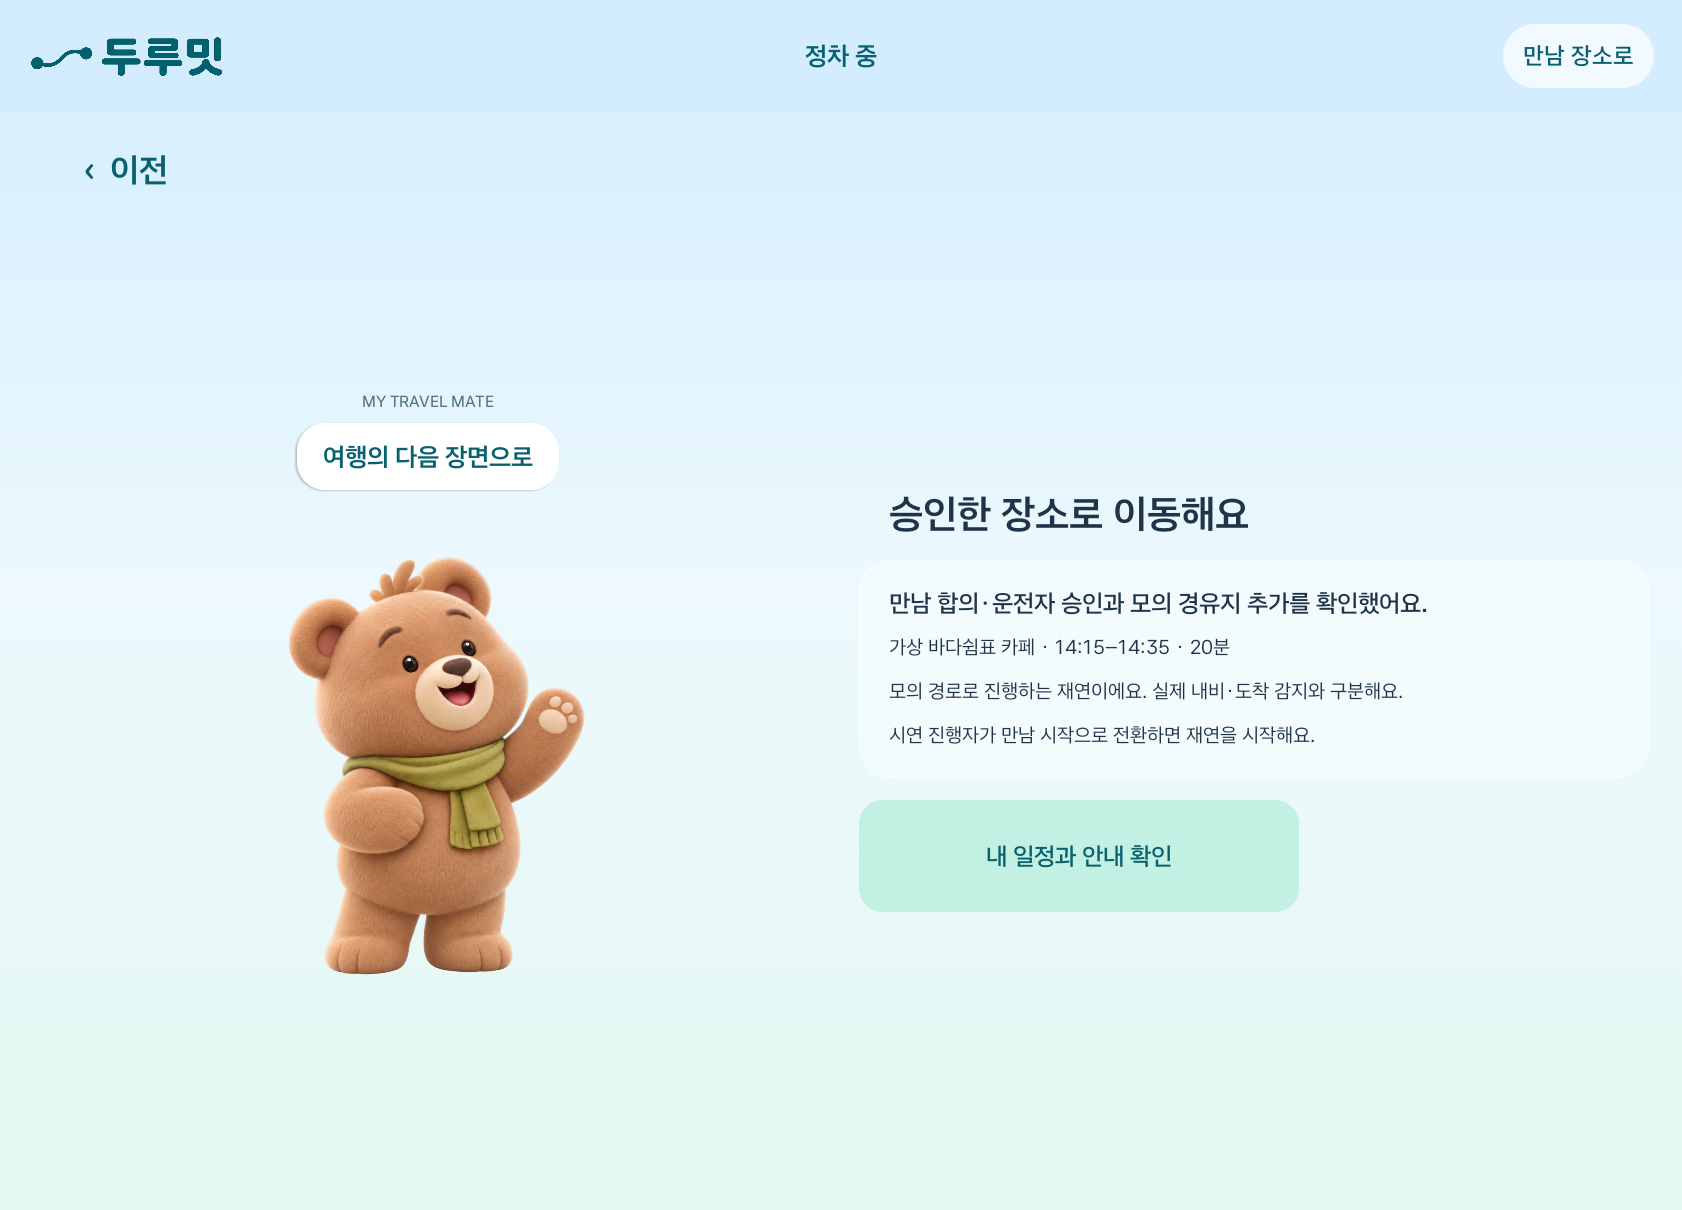 두루밋
정차 중
만남 장소로
‹ 이전
MY TRAVEL MATE
여행의 다음 장면으로
승인한 장소로 이동해요
만남 합의·운전자 승인과 모의 경유지 추가를 확인했어요.
가상 바다쉼표 카페 · 14:15–14:35 · 20분
모의 경로로 진행하는 재연이에요. 실제 내비·도착 감지와 구분해요.
시연 진행자가 만남 시작으로 전환하면 재연을 시작해요.
내 일정과 안내 확인